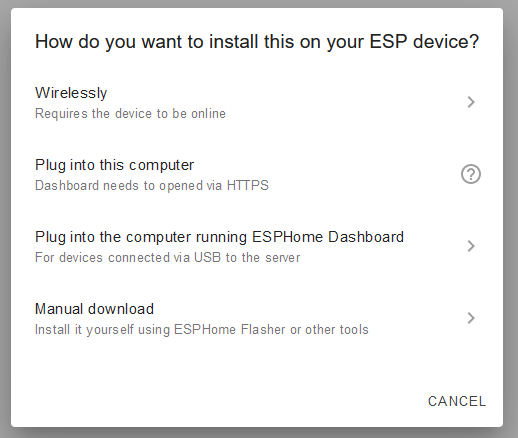 How do you want to install this on your ESP device?
Wirelessly
Requires the device to be online
Plug into this computer
Dashboard needs to opened via HTTPS
Plug into the computer running ESPHome Dashboard
For devices connected via USB to the server
Manual download
Install it yourself using ESPHome Flasher or other tools
CANCEL